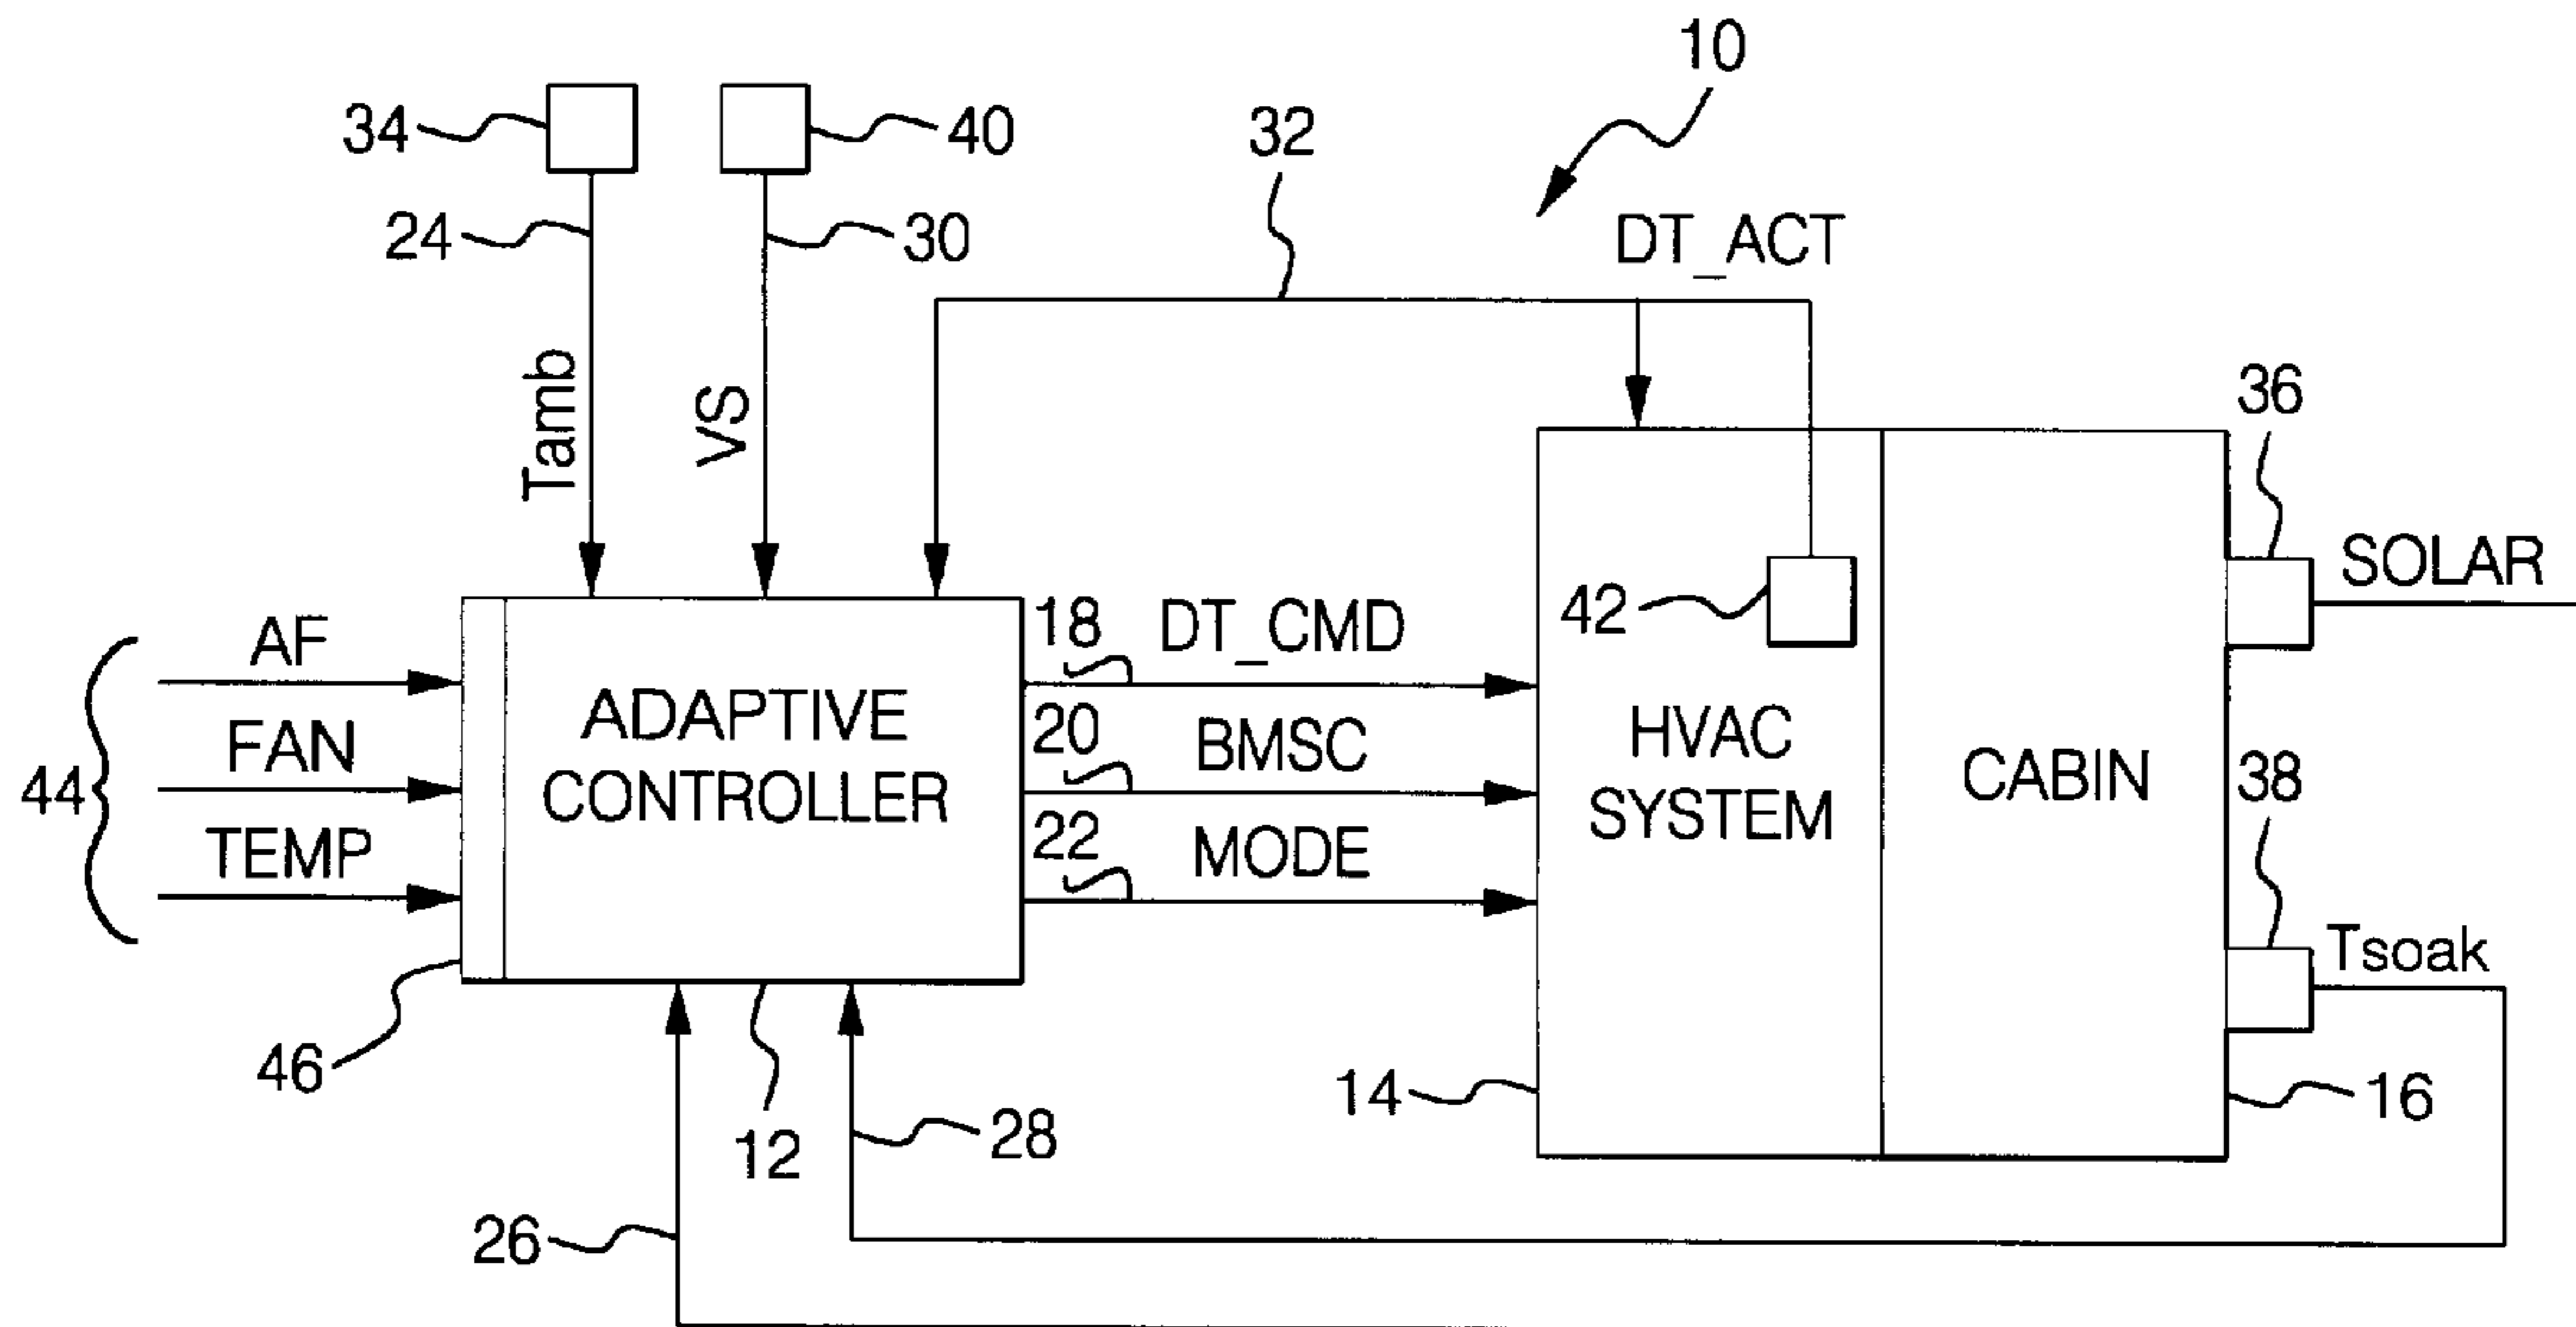 10
34
40
32
24
30
DT_ACT
Tamb
VS
36
SOLAR
44
AF
FAN
TEMP
ADAPTIVE
CONTROLLER
18
DT_CMD
20
BMSC
22
MODE
42
HVAC
SYSTEM
CABIN
38
Tsoak
46
12
28
26
14
16